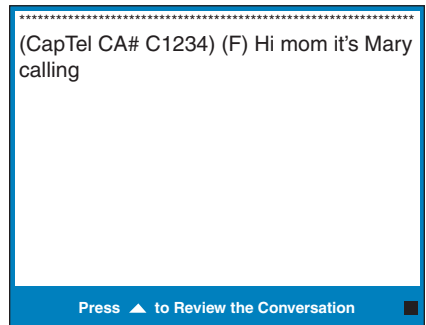 ****************************************************************
(CapTel CA# C1234) (F) Hi mom it's Mary
calling
Press ▲ to Review the Conversation